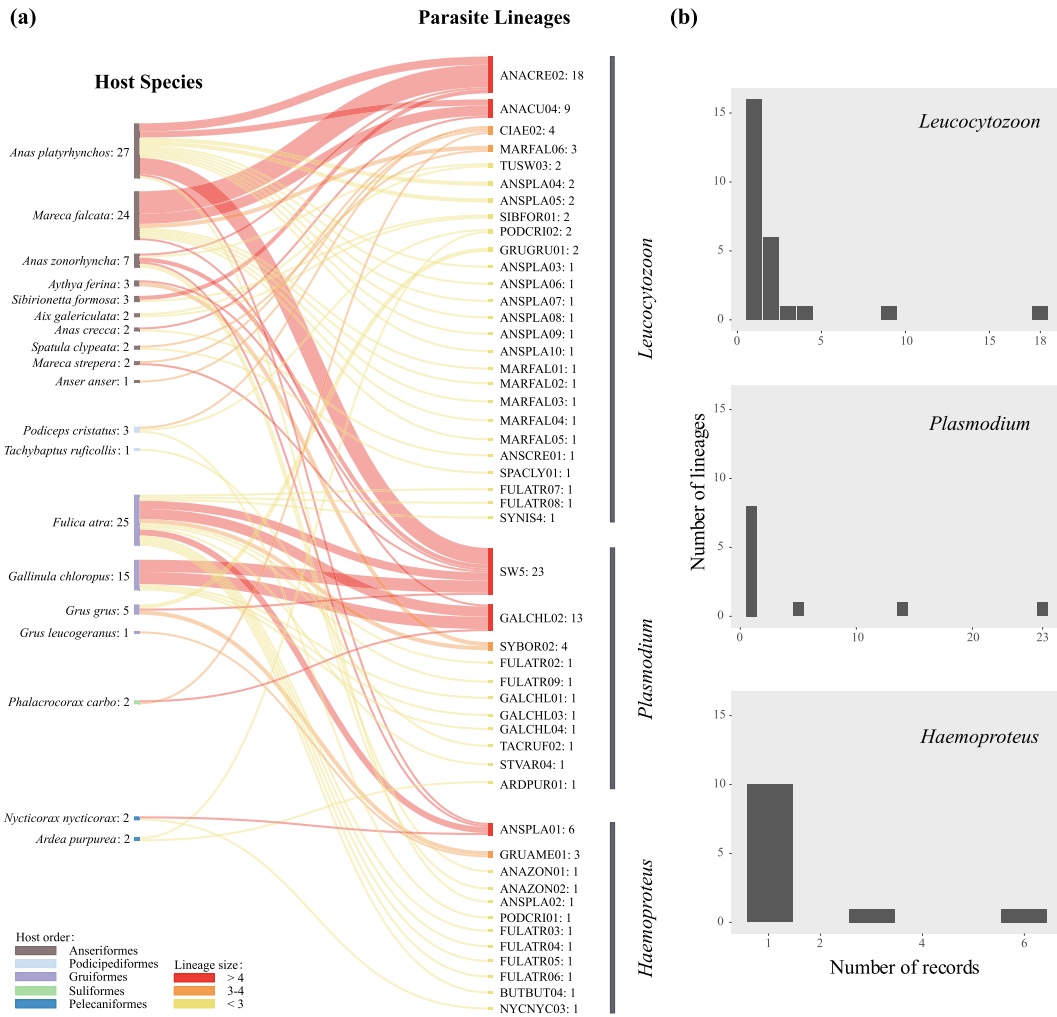 (a)
Parasite Lineages
Host Species
Anas platyrhynchos: 27
Mareca falcata: 24
Anas zonorhyncha: 7
Aythya ferina: 3
Sibirionetta formosa: 3
Aix galericulata: 2
Anas crecca: 2
Spatula clypeata: 2
Mareca strepera: 2
Anser anser: 1
Podiceps cristatus: 3
Tachybaptus ruficollis: 1
Fulica atra: 25
Gallinula chloropus: 15
Grus grus: 5
Grus leucogeranus: 1
Phalacrocorax carbo: 2
Nycticorax nycticorax: 2
Ardea purpurea: 2
ANACRE02: 18
ANACU04: 9
CIAE02: 4
MARFAL06: 3
TUSW03: 2
ANSPLA04: 2
ANSPLA05: 2
SIBFOR01: 2
PODCRI02: 2
GRUGRU01: 2
ANSPLA03: 1
ANSPLA06: 1
ANSPLA07: 1
ANSPLA08: 1
ANSPLA09: 1
ANSPLA10: 1
MARFAL01: 1
MARFAL02: 1
MARFAL03: 1
MARFAL04: 1
MARFAL05: 1
ANSCRE01: 1
SPACLY01: 1
FULATR07: 1
FULATR08: 1
SYNIS4: 1
SW5: 23
GALCHL02: 13
SYBOR02: 4
FULATR02: 1
FULATR09: 1
GALCHL01: 1
GALCHL03: 1
GALCHL04: 1
TACRUF02: 1
STVAR04: 1
ARDPUR01: 1
ANSPLA01: 6
GRUAME01: 3
ANAZON01: 1
ANAZON02: 1
ANSPLA02: 1
PODCRI01: 1
FULATR03: 1
FULATR04: 1
FULATR05: 1
FULATR06: 1
BUTBUT04: 1
NYCNYC03: 1
Leucocytozoon
Plasmodium
Haemoproteus
Host order:
Anseriformes
Podicipediformes
Gruiformes
Suliformes
Pelecaniformes
Lineage size:
> 4
3-4
< 3
(b)
Number of lineages
Leucocytozoon
15
10
5
0
0 5 10 15 18
Plasmodium
15
10
5
0
0 10 20 23
Haemoproteus
15
10
5
0
1 2 4 6
Number of records